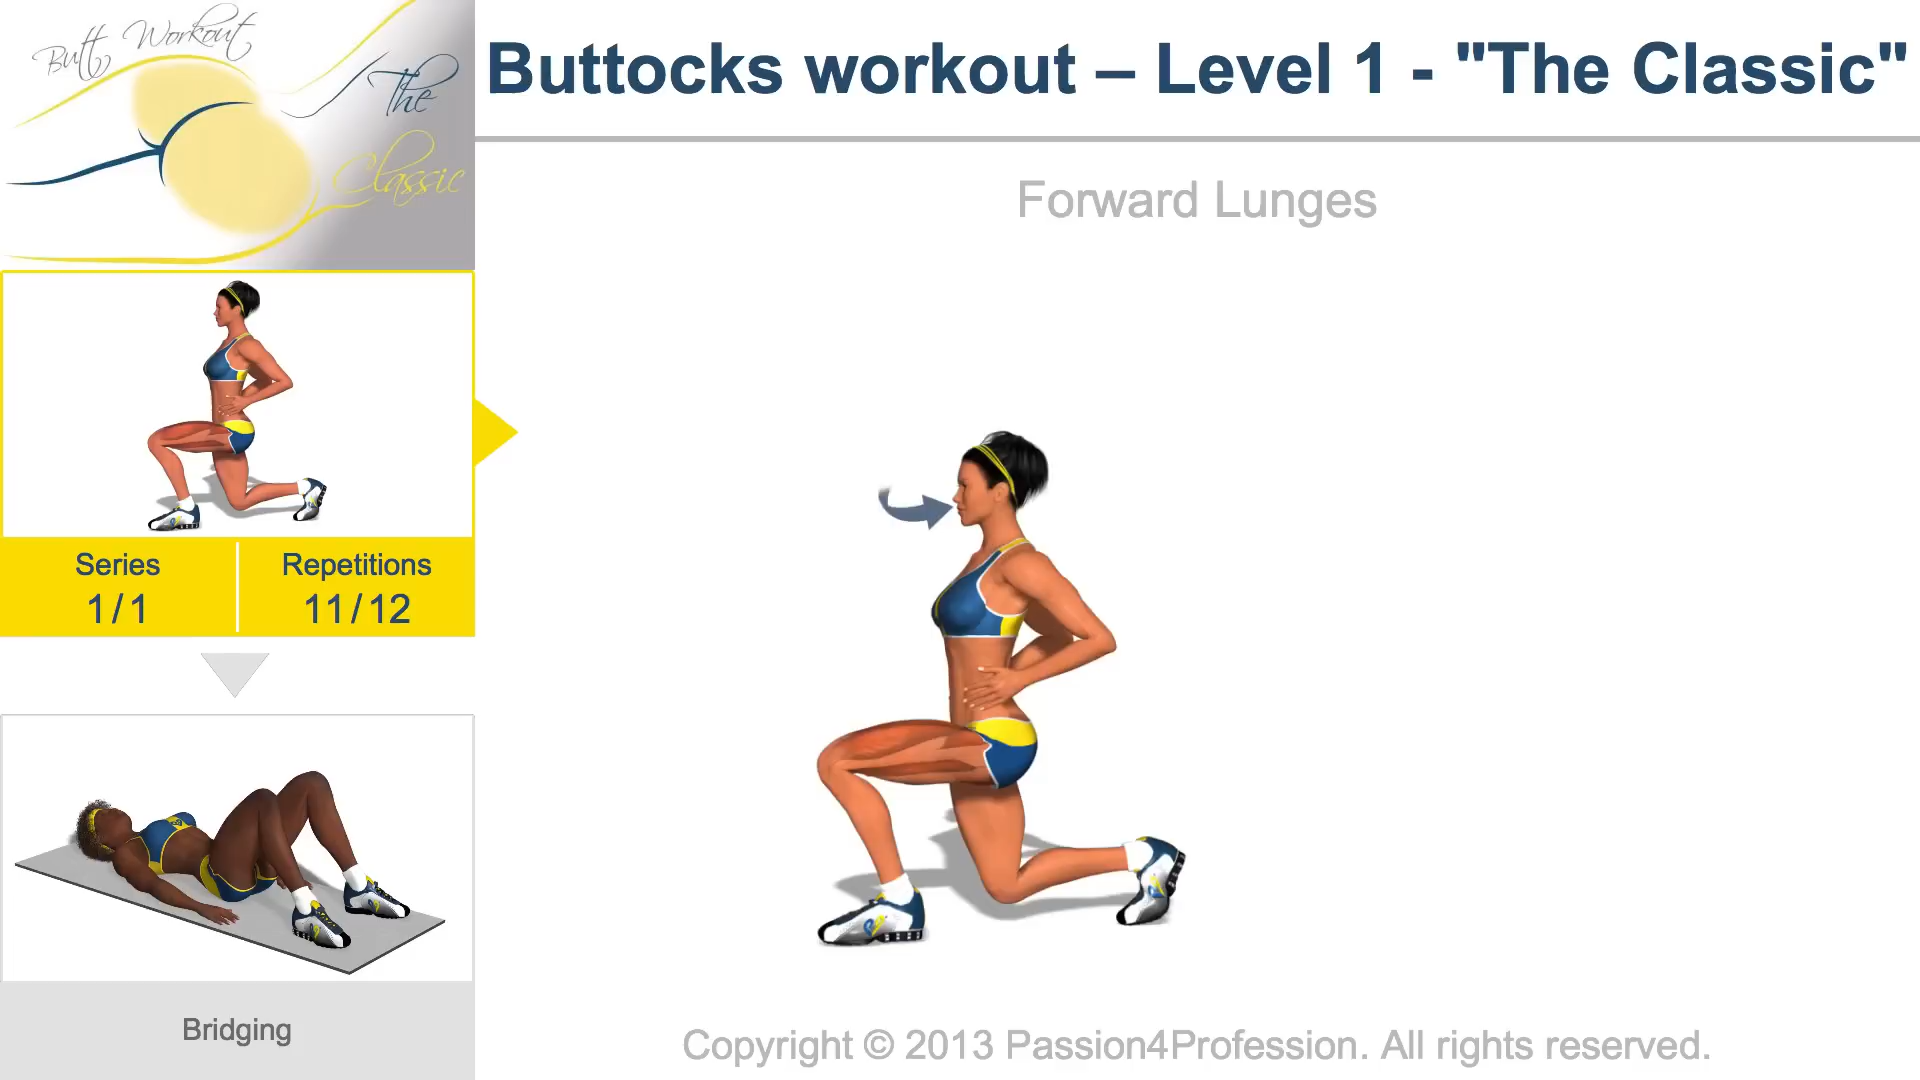 Butt Workout
The
Classic
Buttocks workout – Level 1 - "The Classic"
Forward Lunges
Series
1/1
Repetitions
11/12
Bridging
Copyright © 2013 Passion4Profession. All rights reserved.